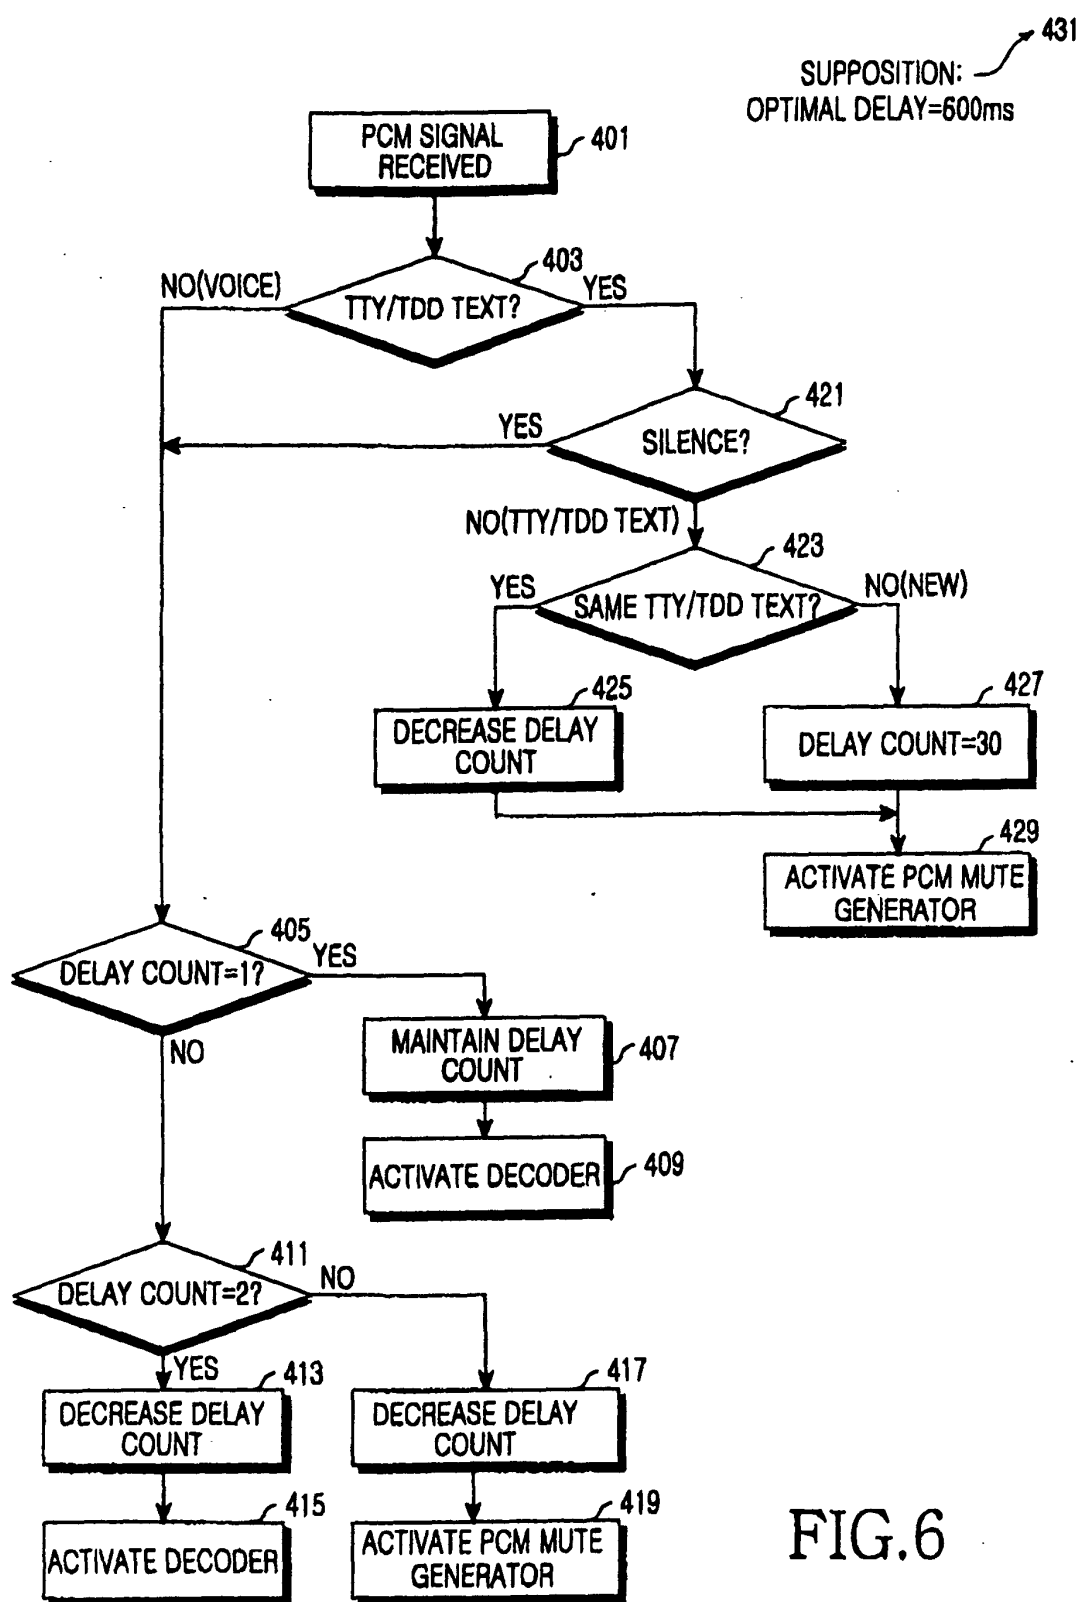 431
SUPPOSITION:
OPTIMAL DELAY=600ms
PCM SIGNAL
RECEIVED
401
403
NO(VOICE)
YES
TTY/TDD TEXT?
421
YES
SILENCE?
NO(TTY/TDD TEXT)
423
YES
NO(NEW)
SAME TTY/TDD TEXT?
425
427
DECREASE DELAY
COUNT
DELAY COUNT=30
429
ACTIVATE PCM MUTE
GENERATOR
405
YES
DELAY COUNT=1?
NO
MAINTAIN DELAY
COUNT
407
ACTIVATE DECODER
409
411
NO
DELAY COUNT=2?
YES
413
417
DECREASE DELAY
COUNT
DECREASE DELAY
COUNT
415
419
ACTIVATE DECODER
ACTIVATE PCM MUTE
GENERATOR
FIG.6